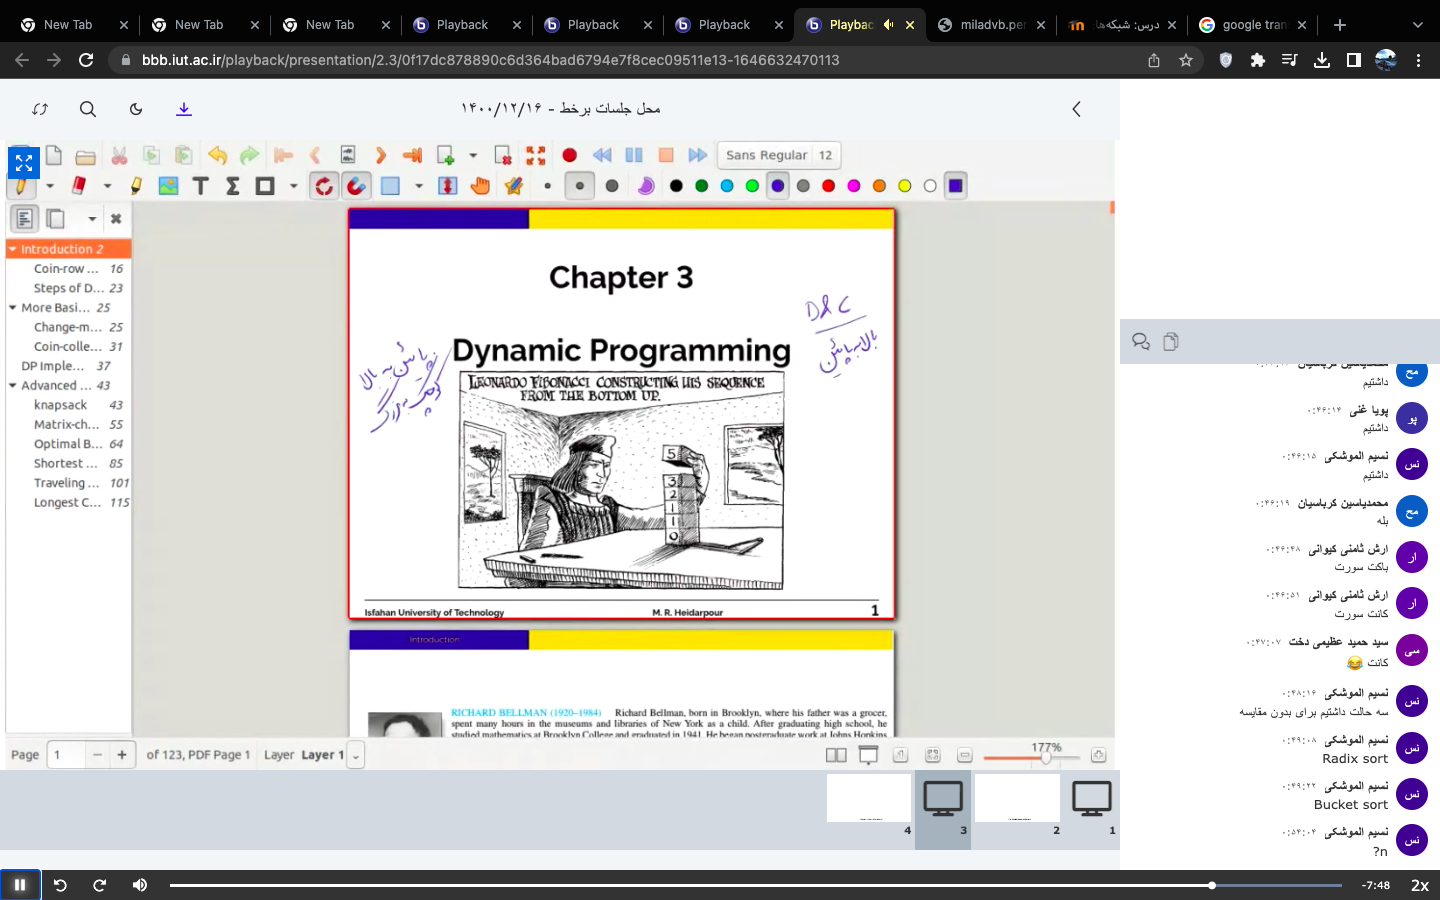 New Tab
New Tab
New Tab
Playback
Playback
Playback
Playbac
miladvb.per
درس: شبکه‌ها:
google tran
bbb.iut.ac.ir/playback/presentation/2.3/0f17dc878890c6d364bad6794e7f8cec09511e13-1646632470113
محل جلسات برخط - ۱۴۰۰/۱۲/۱۶
Sans Regular 12
Introduction 2
Coin-row ... 16
Steps of D... 23
More Basi... 25
Change-m... 25
Coin-colle... 31
DP Imple... 37
Advanced ... 43
knapsack 43
Matrix-ch... 55
Optimal B... 64
Shortest ... 85
Traveling ... 101
Longest C... 115
Chapter 3
D&C
بالا به پائین
Dynamic Programming
پائین به بالا
کوچک به بزرگ
LEONARDO FIBONACCI CONSTRUCTING HIS SEQUENCE
FROM THE BOTTOM UP.
5
3
2
1
1
0
Isfahan University of Technology M. R. Heidarpour 1
Introduction
RICHARD BELLMAN (1920–1984) Richard Bellman, born in Brooklyn, where his father was a grocer,
spent many hours in the museums and libraries of New York as a child. After graduating high school, he
studied mathematics at Brooklyn College and graduated in 1941. He began postgraduate work at Johns Hopkins
Page 1 − + of 123, PDF Page 1 Layer Layer 1
177%
4
3
2
1
مح
داشتیم
پو
پویا غنی ۰:۴۶:۱۴
داشتیم
نس
نسیم الموشکی ۰:۴۶:۱۵
داشتیم
مح
محمدیاسین کرباسیان ۰:۴۶:۱۹
بله
ار
ارش ثامنی کیوانی ۰:۴۶:۴۸
باکت سورت
ار
ارش ثامنی کیوانی ۰:۴۶:۵۱
کانت سورت
سی
سید حمید عظیمی دخت ۰:۴۷:۰۷
کانت 😂
نس
نسیم الموشکی ۰:۴۸:۱۶
سه حالت داشتیم برای بدون مقایسه
نس
نسیم الموشکی ۰:۴۹:۰۸
Radix sort
نس
نسیم الموشکی ۰:۴۹:۲۲
Bucket sort
نس
نسیم الموشکی ۰:۵۴:۰۴
?n
-7:48 2x